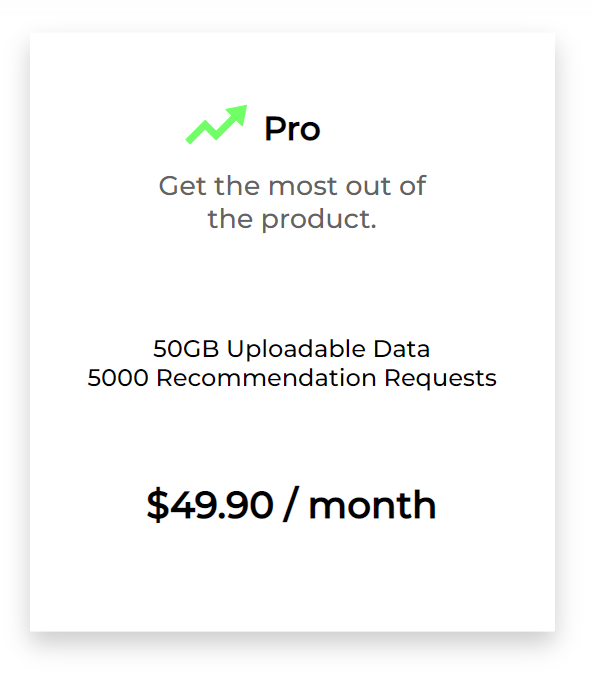 Pro
Get the most out of
the product.
50GB Uploadable Data
5000 Recommendation Requests
$49.90 / month